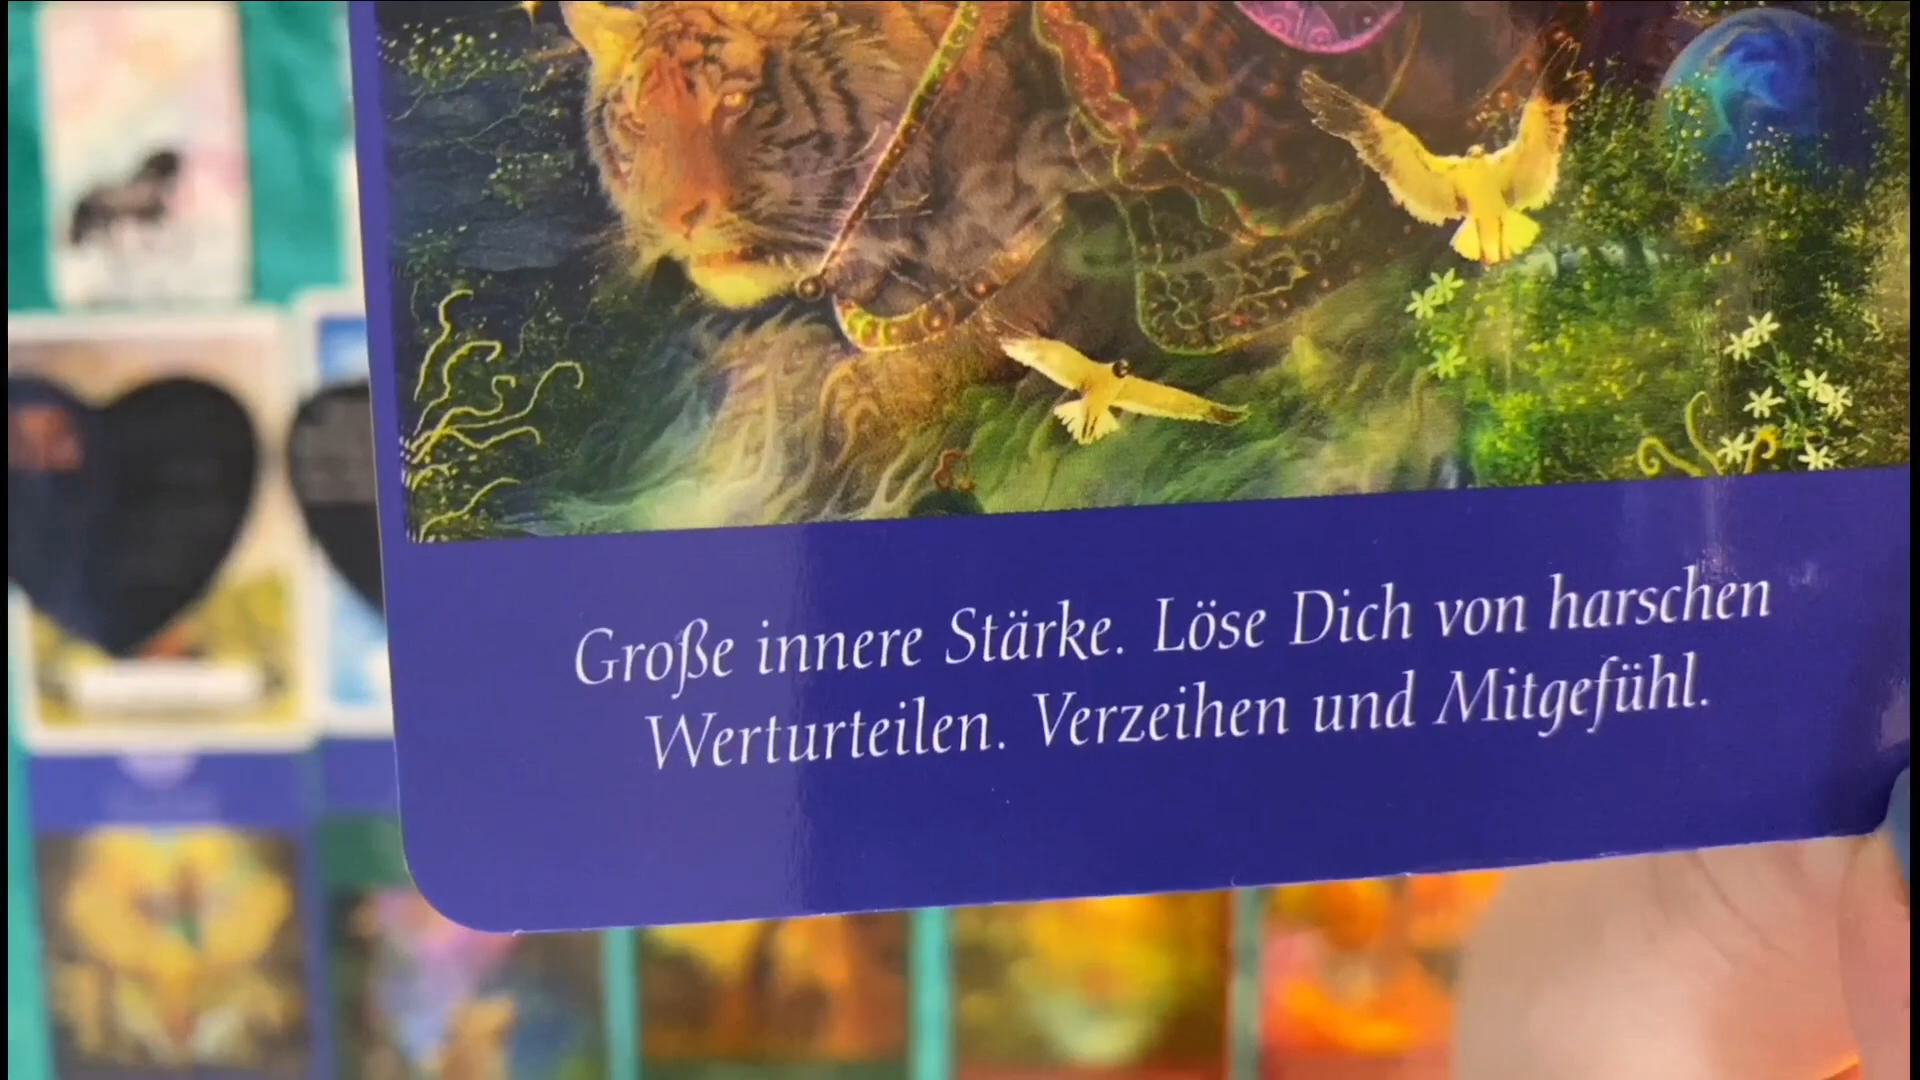 Große innere Stärke. Löse Dich von harschen
Werturteilen. Verzeihen und Mitgefühl.